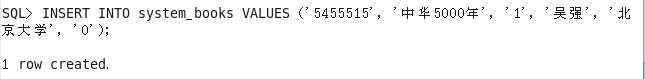 SQL> INSERT INTO system_books VALUES ('5455515', '中华5000年', '1', '吴强', '北
京大学', '0');
1 row created.